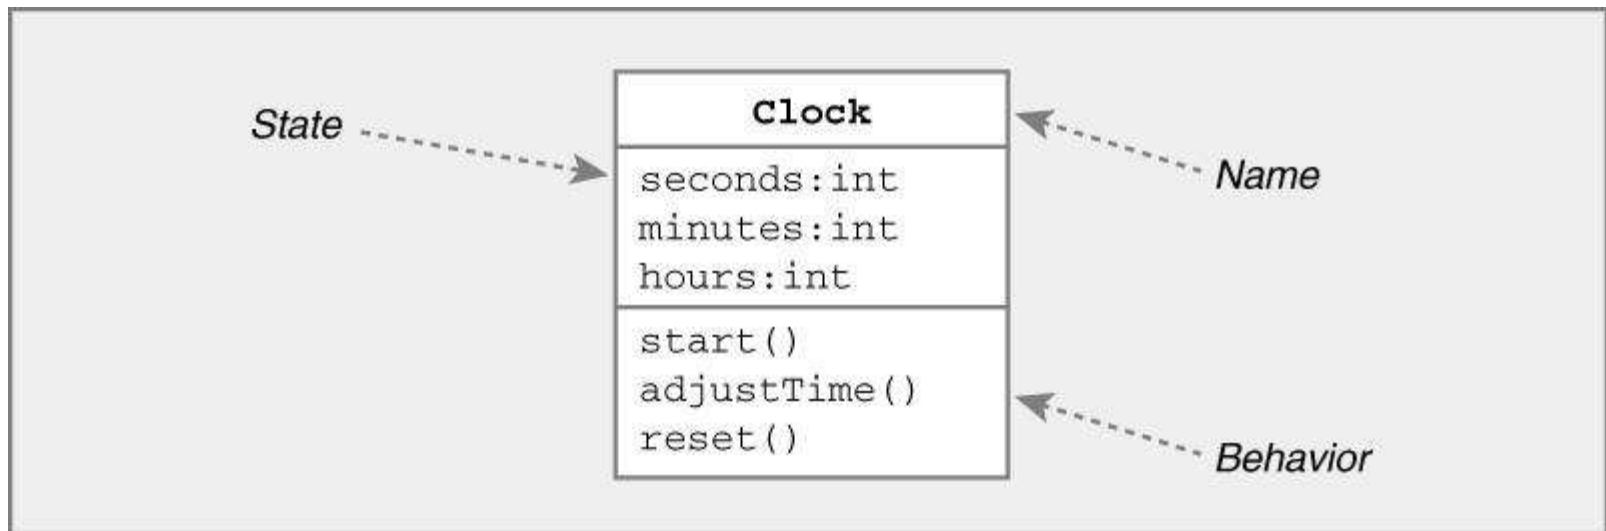 Clock
State
Name
seconds:int
minutes:int
hours:int
start()
adjustTime()
reset()
Behavior